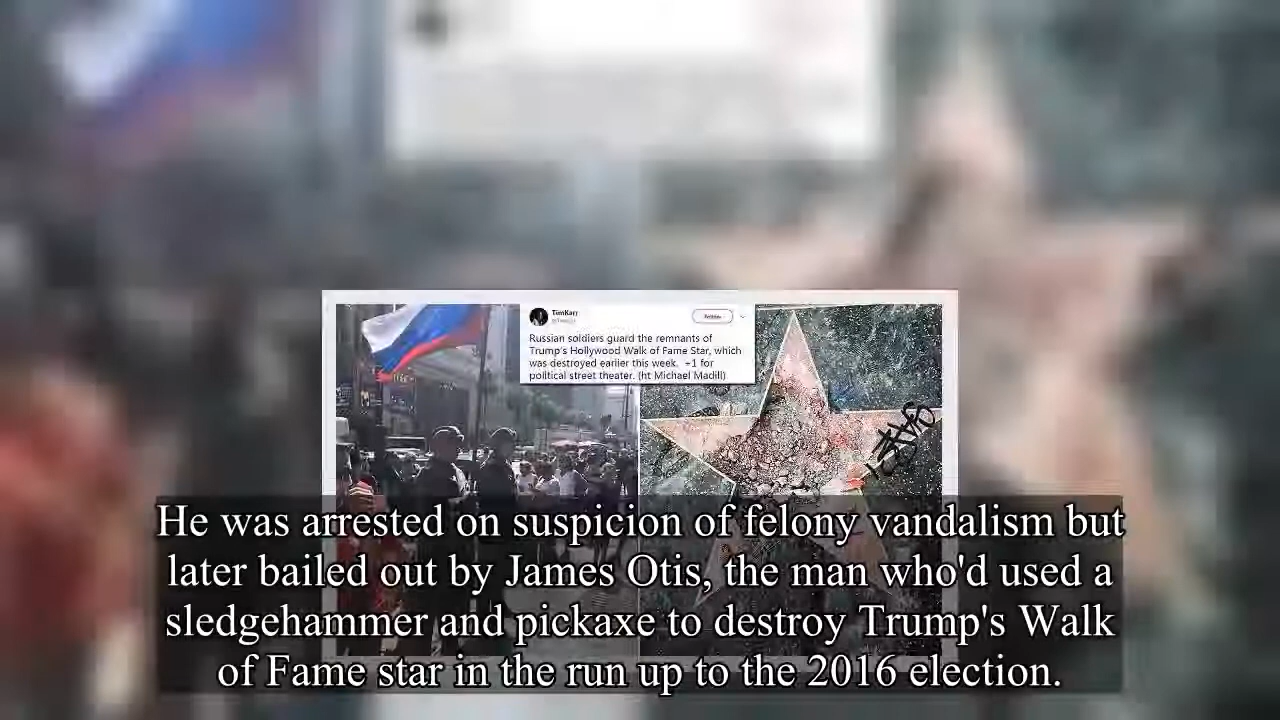 TimKarr
Russian soldiers guard the remnants of
Trump's Hollywood Walk of Fame Star, which
was destroyed earlier this week. +1 for
political street theater. (ht Michael Madill)
He was arrested on suspicion of felony vandalism but
later bailed out by James Otis, the man who'd used a
sledgehammer and pickaxe to destroy Trump's Walk
of Fame star in the run up to the 2016 election.